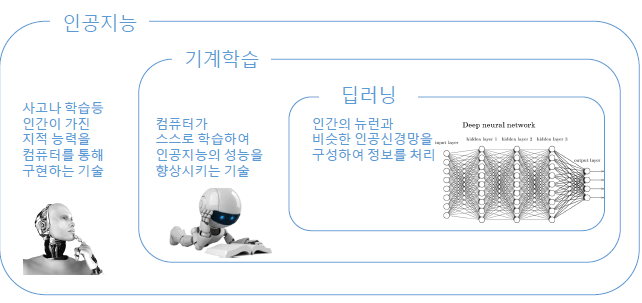 인공지능
기계학습
딥러닝
사고나 학습등
인간이 가진
지적 능력을
컴퓨터를 통해
구현하는 기술
컴퓨터가
스스로 학습하여
인공지능의 성능을
향상시키는 기술
인간의 뉴런과
비슷한 인공신경망을
구성하여 정보를 처리
Deep neural network
input layer
hidden layer 1
hidden layer 2
hidden layer 3
output layer